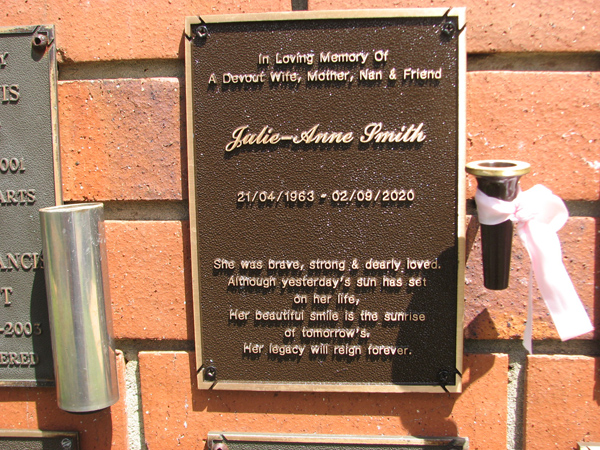 In Loving Memory Of
A Devout Wife, Mother, Nan & Friend
Julie-Anne Smith
21/04/1963 - 02/09/2020
She was brave, strong & dearly loved.
Although yesterday's sun has set
on her life,
Her beautiful smile is the sunrise
of tomorrow's.
Her legacy will reign forever.